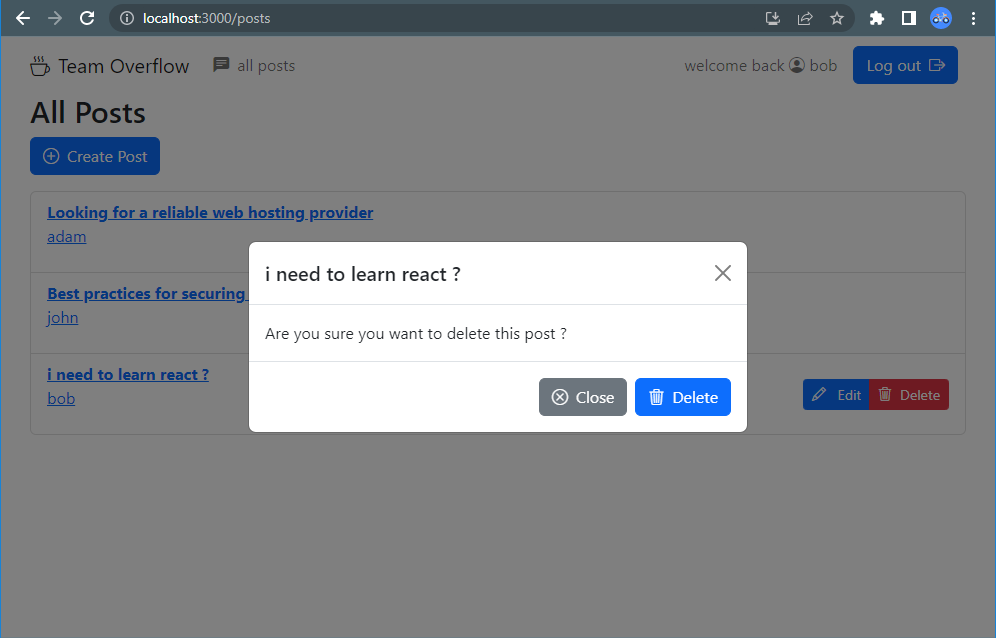 localhost:3000/posts
Team Overflow all posts welcome back bob Log out
All Posts
Create Post
Looking for a reliable web hosting provider
adam
i need to learn react ?
Best practices for securing
john
Are you sure you want to delete this post ?
i need to learn react ?
bob
Close Delete
Edit Delete